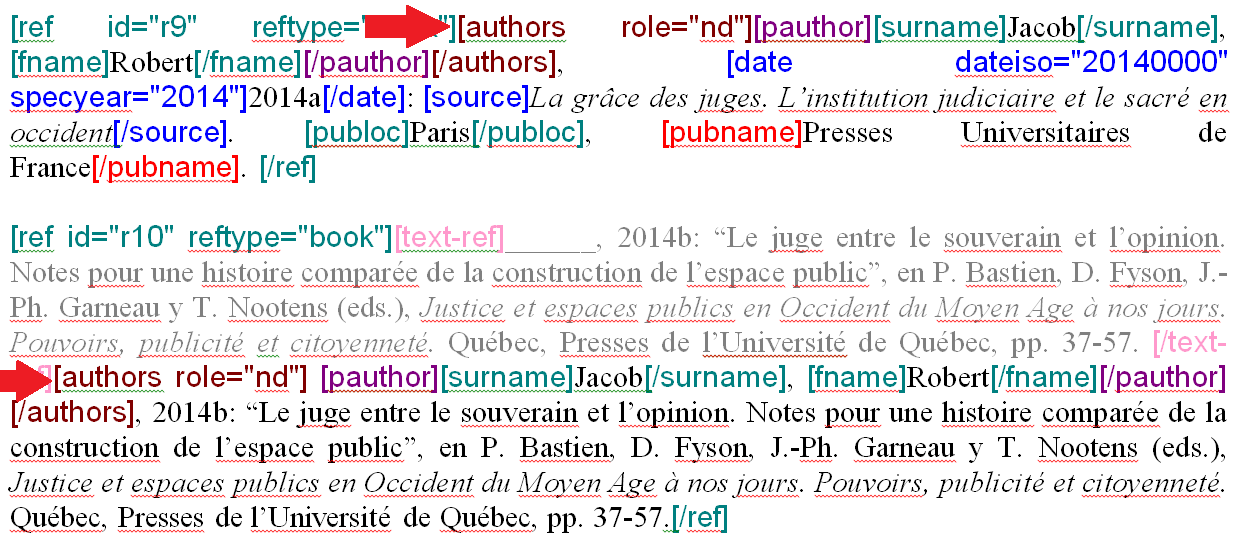 [ref id="r9" reftype=" "][authors role="nd"][pauthor][surname]Jacob[/surname],
[fname]Robert[/fname][/pauthor][/authors], [date dateiso="20140000"
specyear="2014"]2014a[/date]: [source]La grâce des juges. L’institution judiciaire et le sacré en
occident[/source]. [publoc]Paris[/publoc], [pubname]Presses Universitaires de
France[/pubname]. [/ref]
[ref id="r10" reftype="book"][text-ref]______, 2014b: “Le juge entre le souverain et l’opinion.
Notes pour une histoire comparée de la construction de l’espace public”, en P. Bastien, D. Fyson, J.-
Ph. Garneau y T. Nootens (eds.), Justice et espaces publics en Occident du Moyen Age à nos jours.
Pouvoirs, publicité et citoyenneté. Québec, Presses de l’Université de Québec, pp. 37-57. [/text-
][authors role="nd"] [pauthor][surname]Jacob[/surname], [fname]Robert[/fname][/pauthor]
[/authors], 2014b: “Le juge entre le souverain et l’opinion. Notes pour une histoire comparée de la
construction de l’espace public”, en P. Bastien, D. Fyson, J.-Ph. Garneau y T. Nootens (eds.),
Justice et espaces publics en Occident du Moyen Age à nos jours. Pouvoirs, publicité et citoyenneté.
Québec, Presses de l’Université de Québec, pp. 37-57.[/ref]